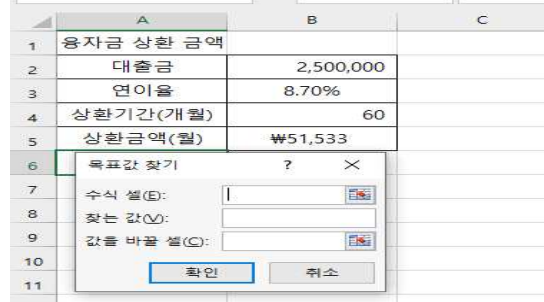 A B C
1 융자금 상환 금액
2 대출금 2,500,000
3 연이율 8.70%
4 상환기간(개월) 60
5 상환금액(월) ₩51,533
6 목표값 찾기 ? ×
7 수식 셀(E):
8 찾는 값(V):
9 값을 바꿀 셀(C):
10
11 확인 취소